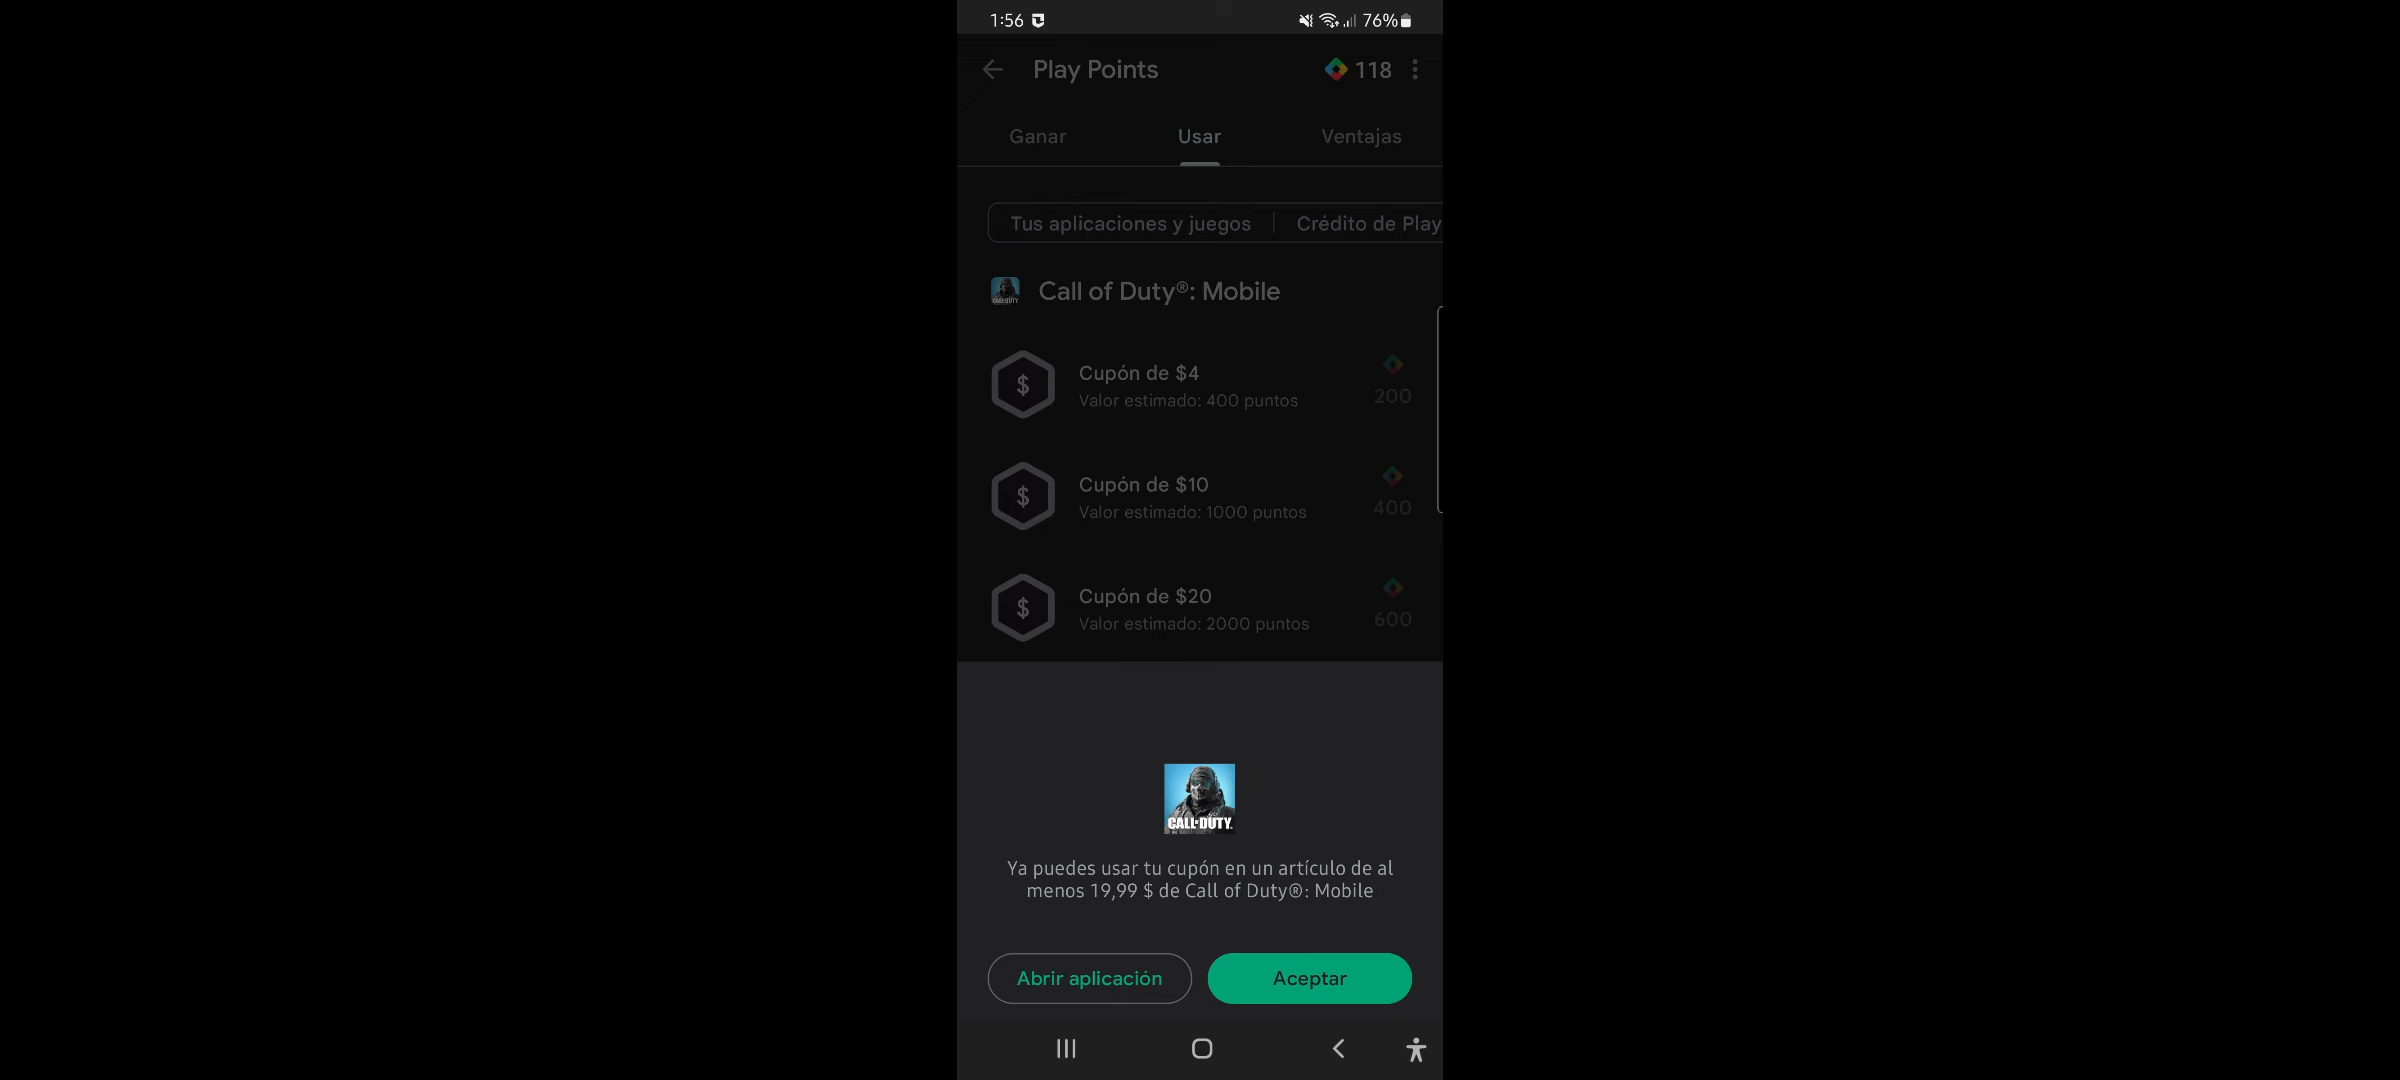 1:56 76%
Play Points 118
Ganar Usar Ventajas
Tus aplicaciones y juegos Crédito de Play
Call of Duty®: Mobile
Cupón de $4
Valor estimado: 400 puntos 200
Cupón de $10
Valor estimado: 1000 puntos 400
Cupón de $20
Valor estimado: 2000 puntos 600
CALL OF DUTY
Ya puedes usar tu cupón en un artículo de al
menos 19,99 $ de Call of Duty®: Mobile
Abrir aplicación Aceptar